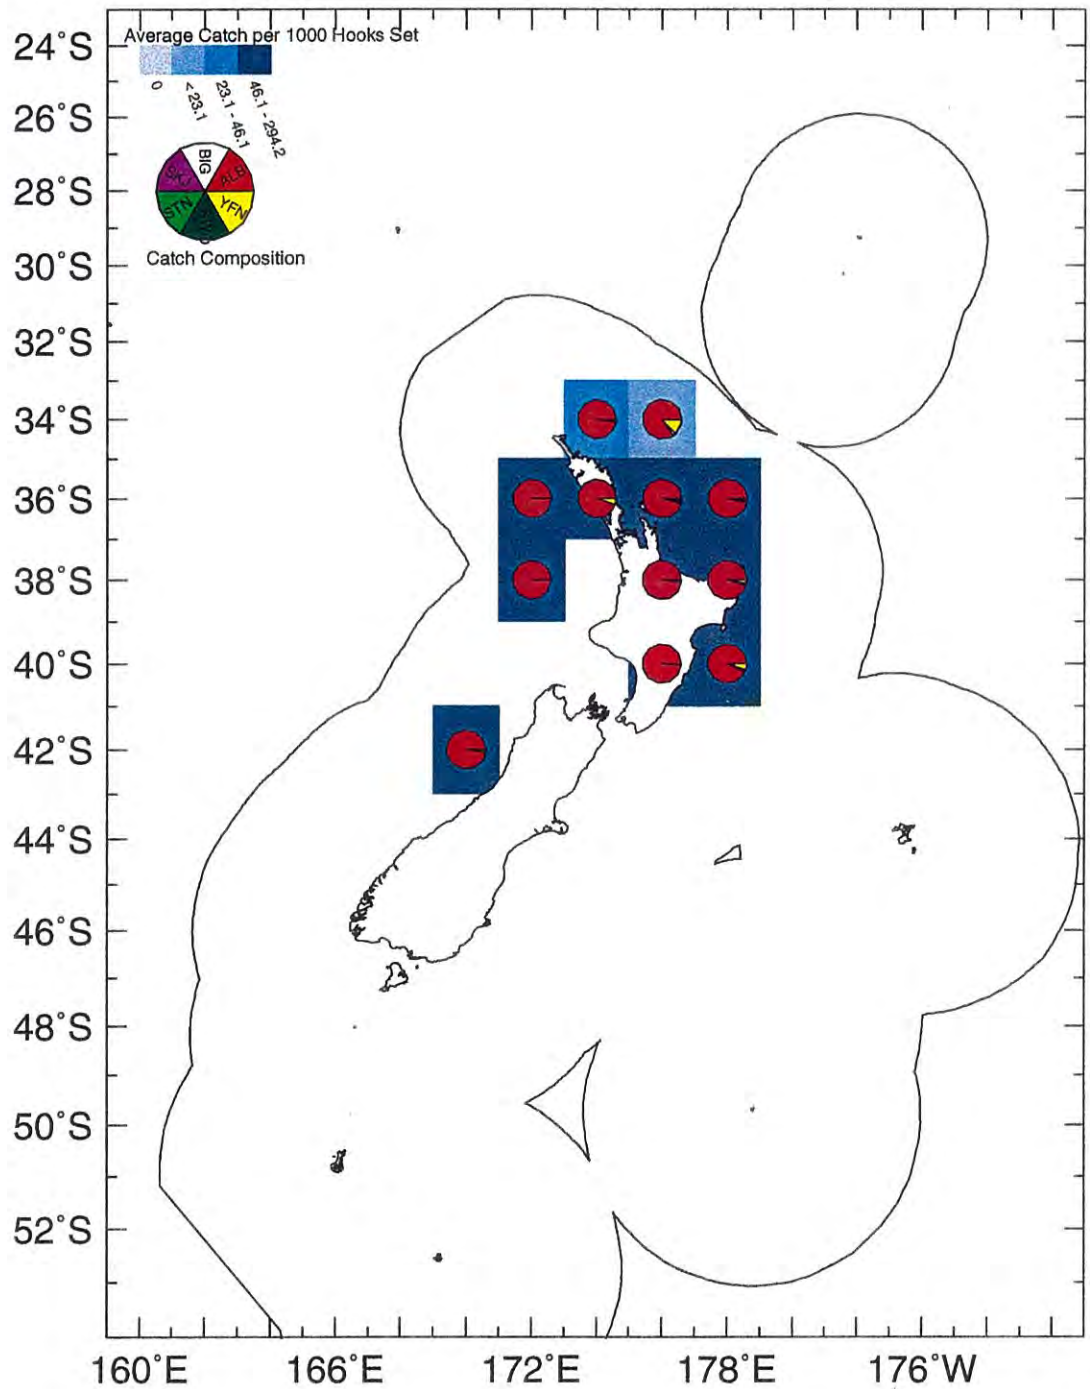 Average Catch per 1000 Hooks Set
0
< 23.1
23.1 - 46.1
46.1 - 294.2
BIG
ALB
YFN
STN
SKJ
Catch Composition
24°S
26°S
28°S
30°S
32°S
34°S
36°S
38°S
40°S
42°S
44°S
46°S
48°S
50°S
52°S
160°E
166°E
172°E
178°E
176°W